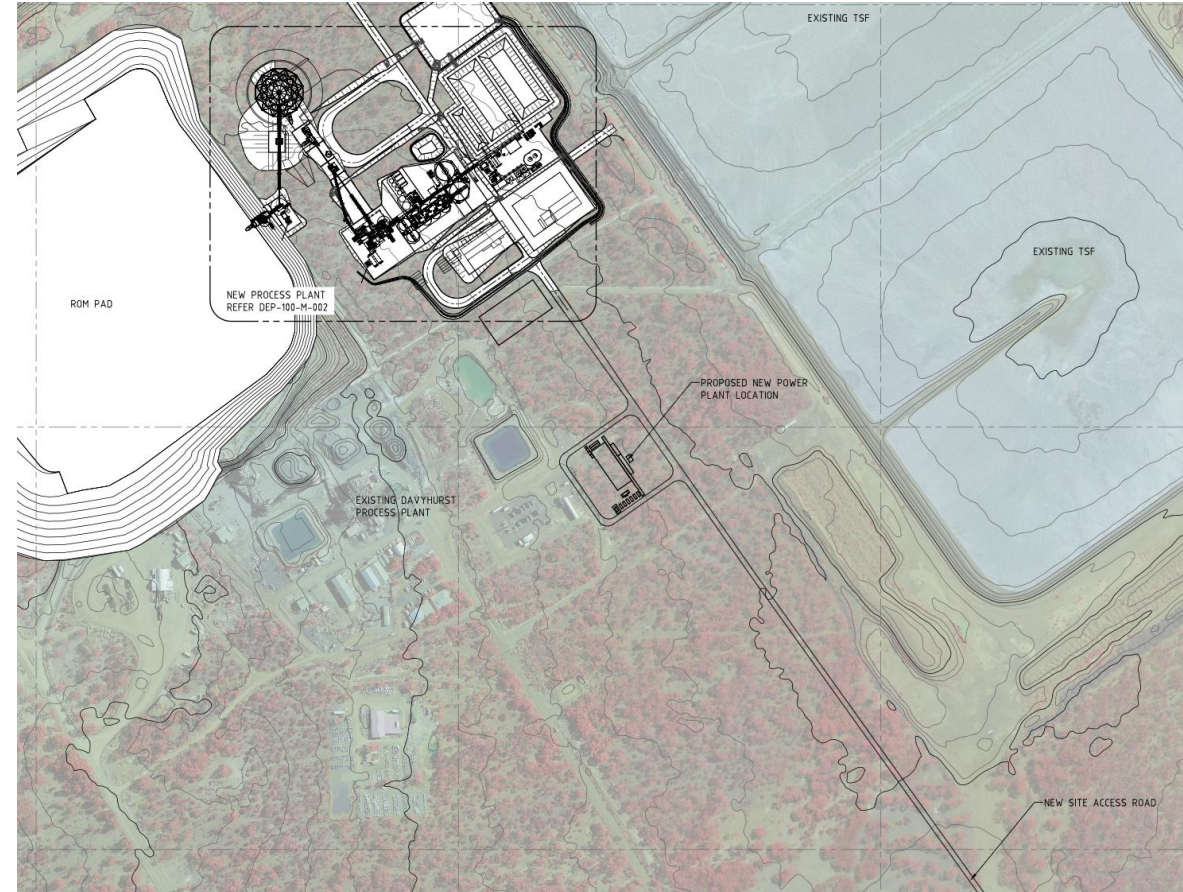 EXISTING TSF
EXISTING TSF
ROM PAD
NEW PROCESS PLANT
REFER DEP-100-M-002
PROPOSED NEW POWER
PLANT LOCATION
EXISTING DAVYHURST
PROCESS PLANT
NEW SITE ACCESS ROAD